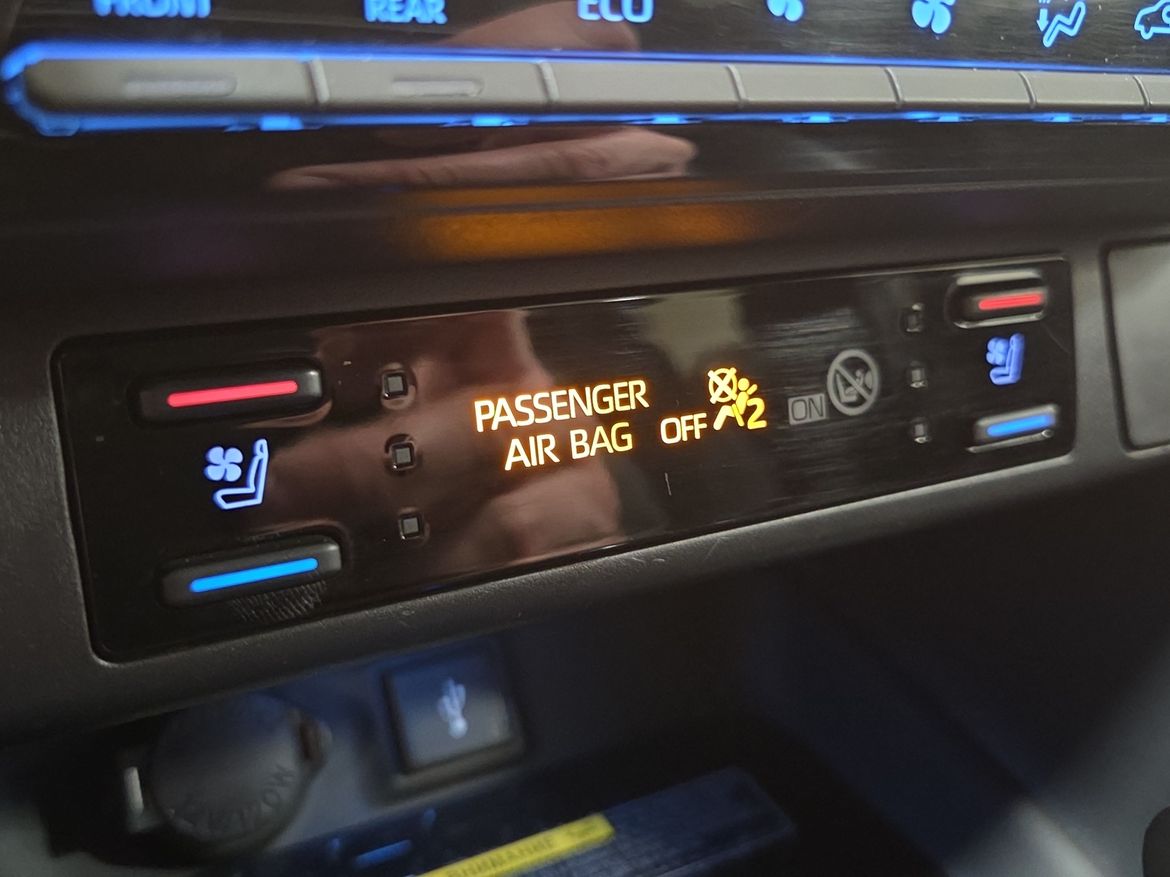 FRONT
REAR
ECO
PASSENGER
AIR BAG OFF 2
ON